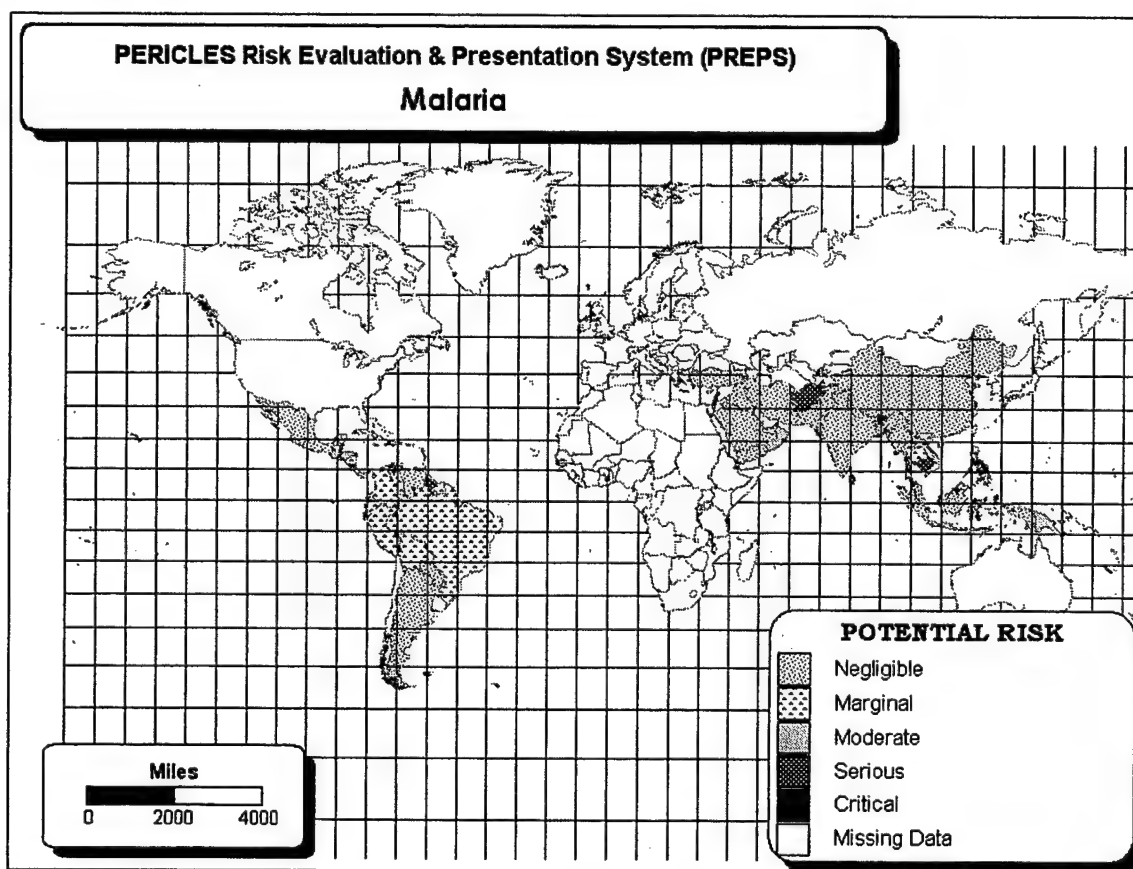 PERICLES Risk Evaluation & Presentation System (PREPS)
Malaria
POTENTIAL RISK
Negligible
Marginal
Moderate
Serious
Critical
Missing Data
Miles
0 2000 4000